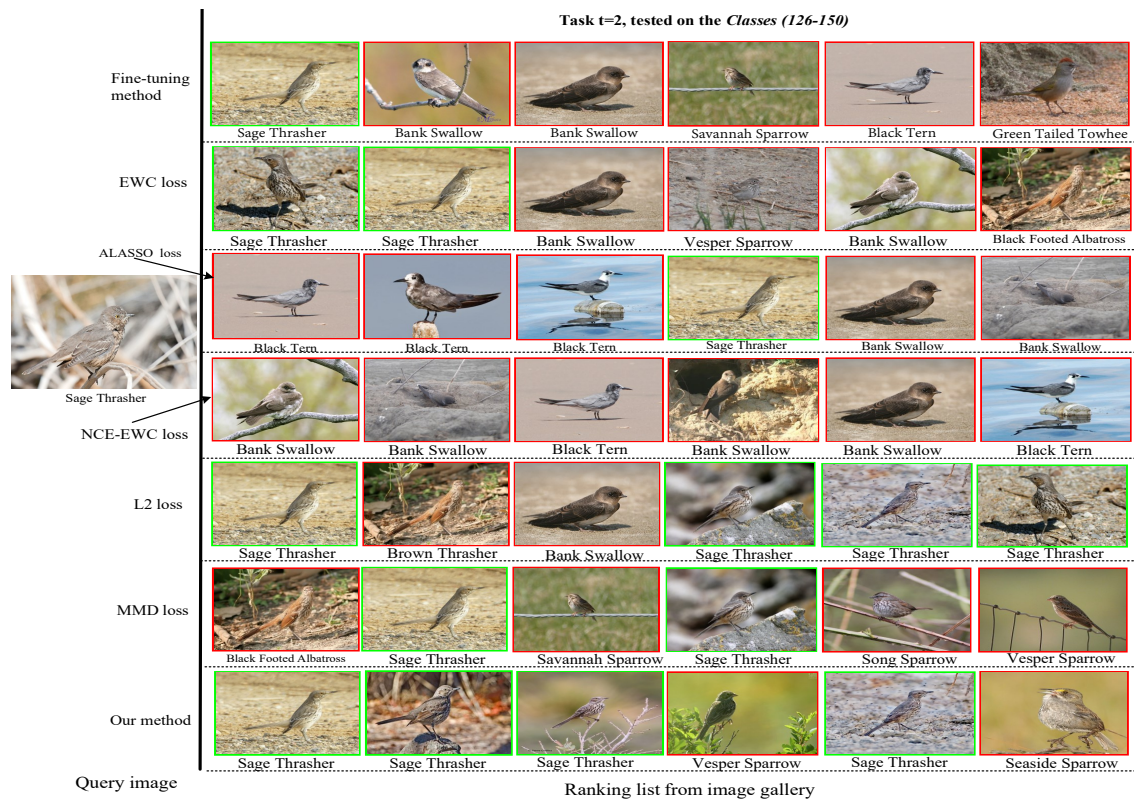 Task t=2, tested on the Classes (126-150)
Fine-tuning
method
Sage Thrasher
Bank Swallow
Bank Swallow
Savannah Sparrow
Black Tern
Green Tailed Towhee
EWC loss
Sage Thrasher
Sage Thrasher
Bank Swallow
Vesper Sparrow
Bank Swallow
Black Footed Albatross
ALASSO loss
Black Tern
Black Tern
Black Tern
Sage Thrasher
Bank Swallow
Bank Swallow
Sage Thrasher
NCE-EWC loss
Bank Swallow
Bank Swallow
Black Tern
Bank Swallow
Bank Swallow
Black Tern
L2 loss
Sage Thrasher
Brown Thrasher
Bank Swallow
Sage Thrasher
Sage Thrasher
Sage Thrasher
MMD loss
Black Footed Albatross
Sage Thrasher
Savannah Sparrow
Sage Thrasher
Song Sparrow
Vesper Sparrow
Our method
Sage Thrasher
Sage Thrasher
Sage Thrasher
Vesper Sparrow
Sage Thrasher
Seaside Sparrow
Query image
Ranking list from image gallery